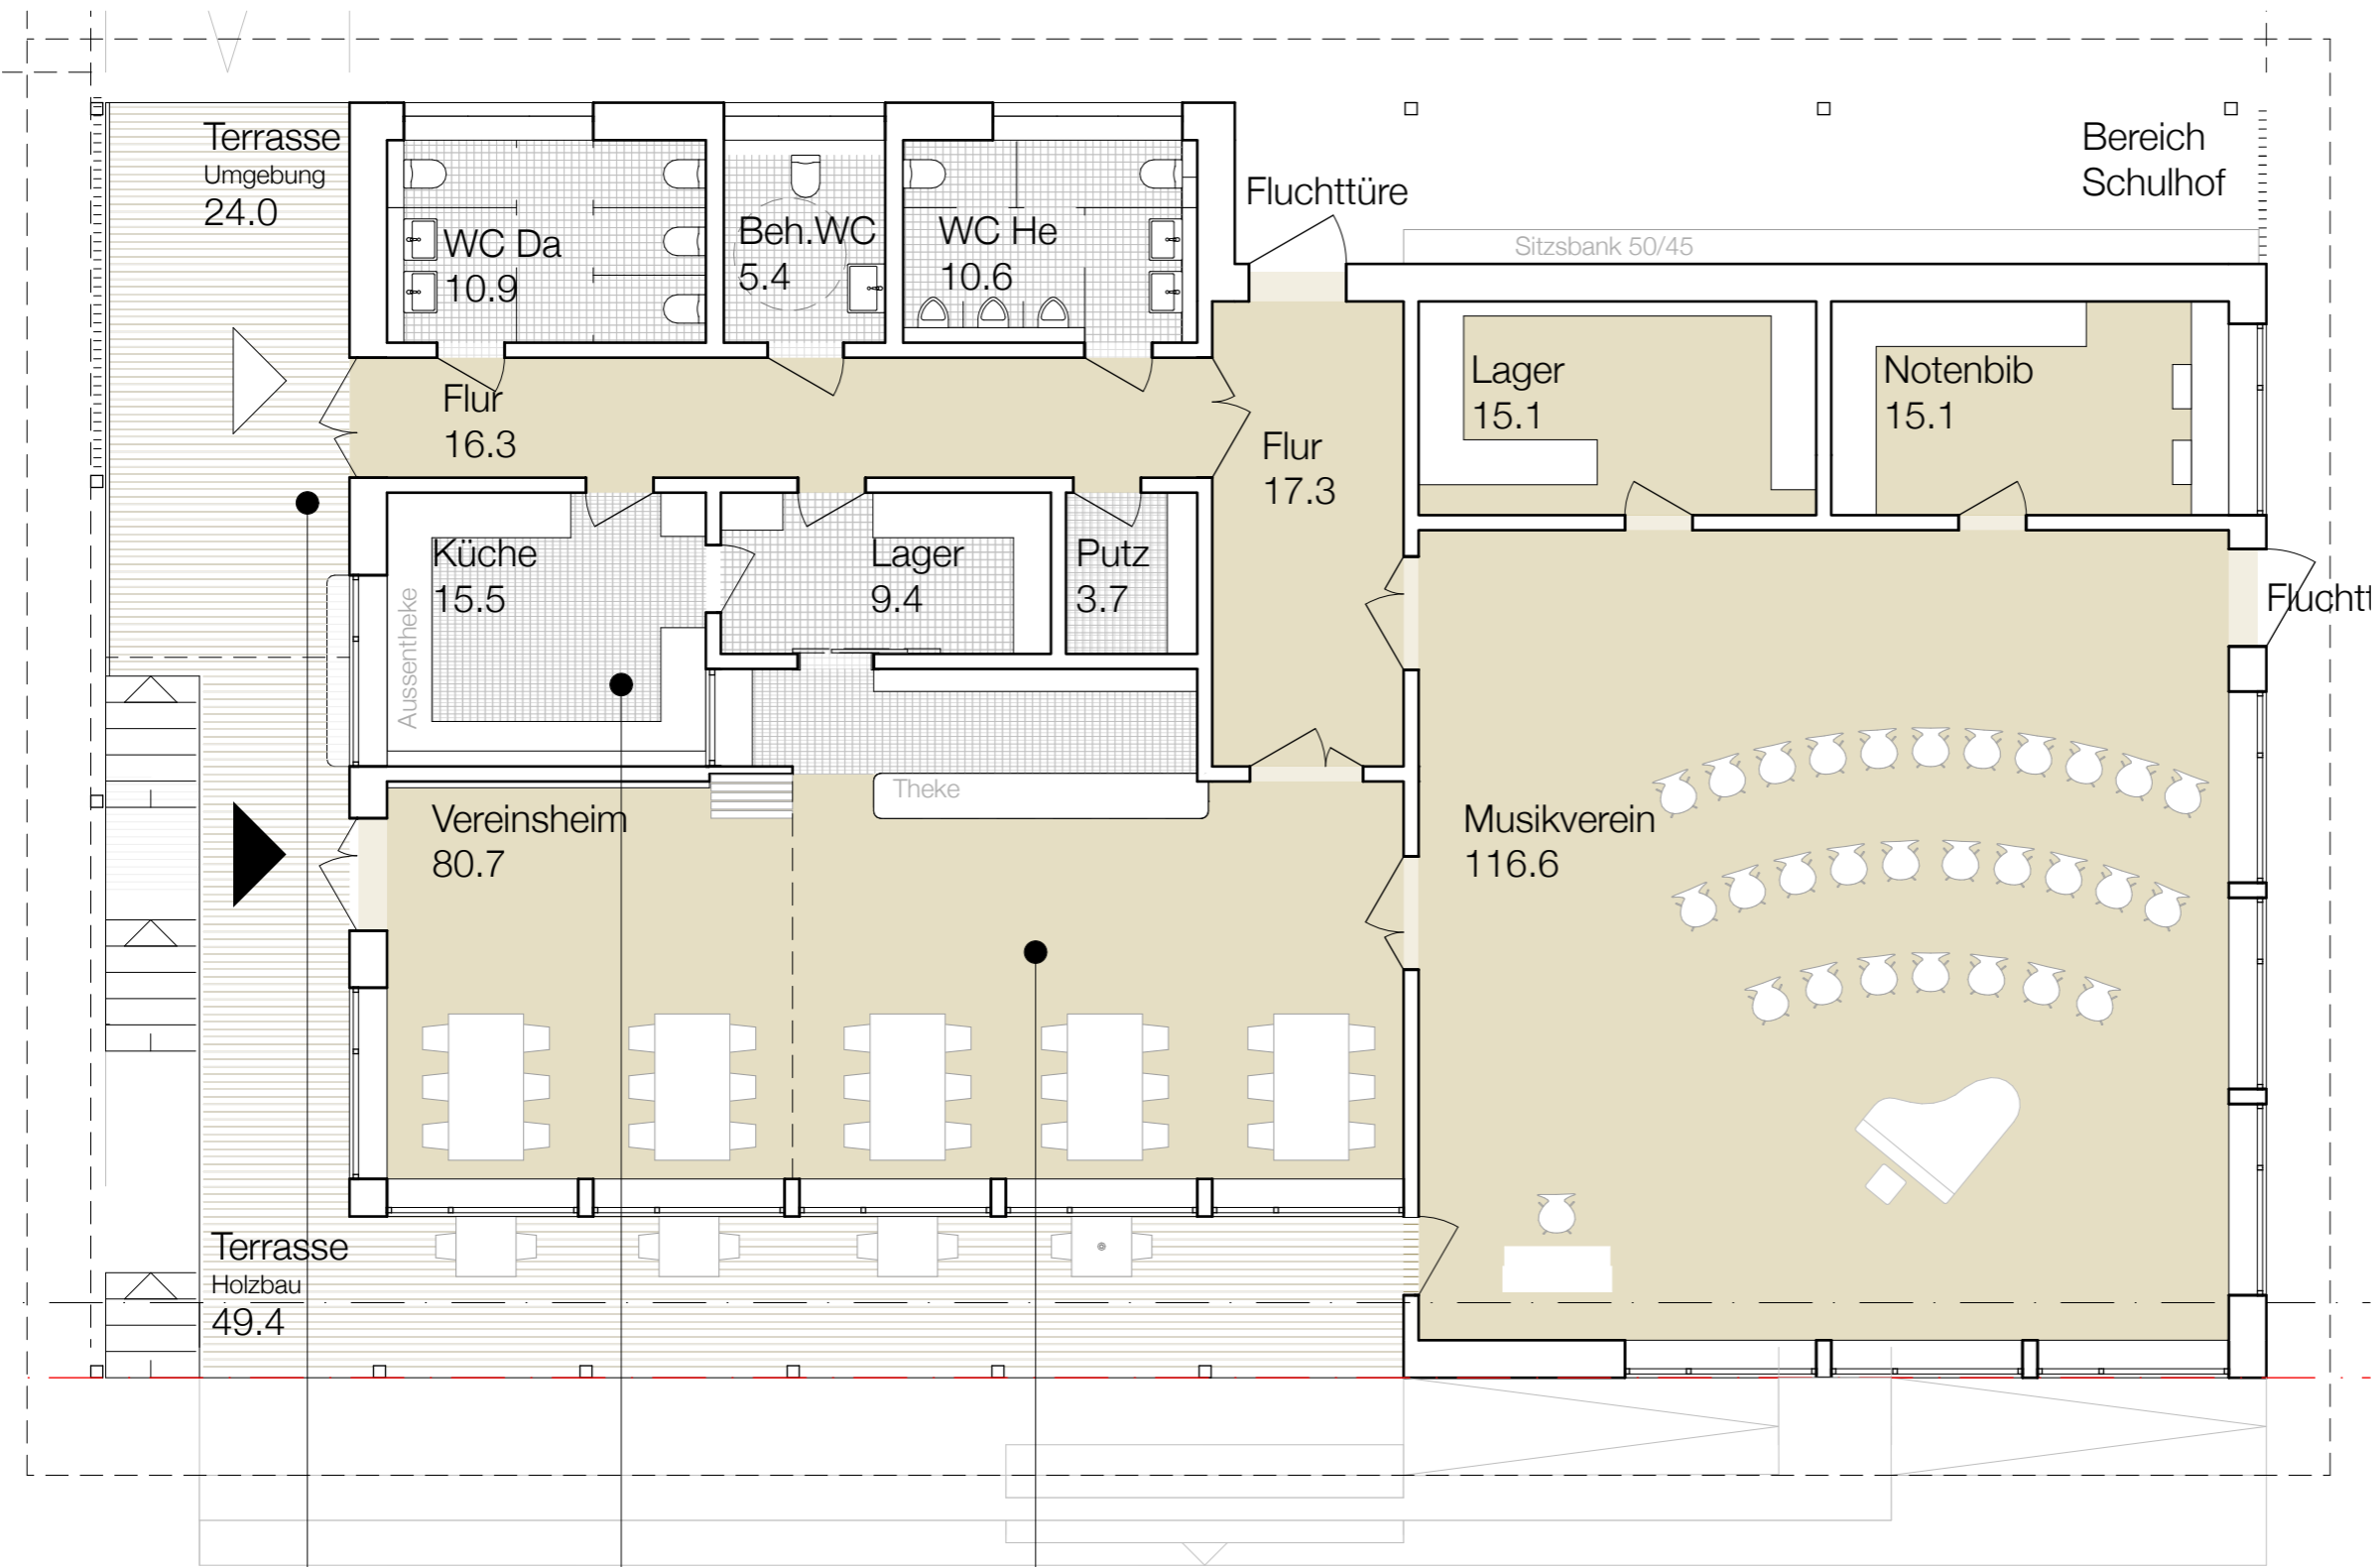 Terrasse
Umgebung
24.0
WC Da
10.9
Beh.WC
5.4
WC He
10.6
Fluchttüre
Bereich
Schulhof
Sitzsbank 50/45
Flur
16.3
Flur
17.3
Lager
15.1
Notenbib
15.1
Küche
15.5
Aussentheke
Lager
9.4
Putz
3.7
Fluchtt
Theke
Vereinsheim
80.7
Musikverein
116.6
Terrasse
Holzbau
49.4